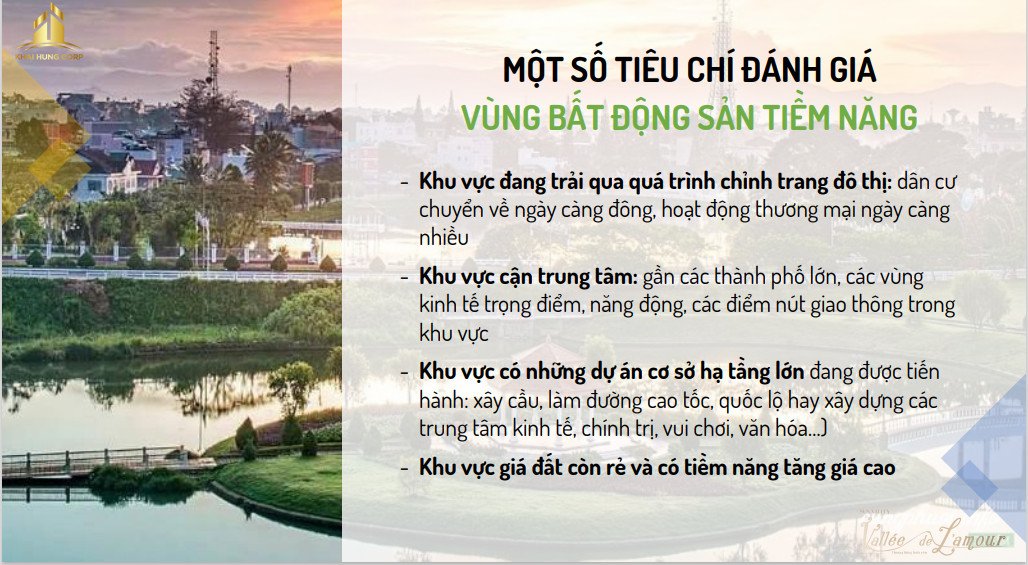 KHAI HUNG CORP
MỘT SỐ TIÊU CHÍ ĐÁNH GIÁ
VÙNG BẤT ĐỘNG SẢN TIỀM NĂNG
- Khu vực đang trải qua quá trình chỉnh trang đô thị: dân cư
chuyển về ngày càng đông, hoạt động thương mại ngày càng
nhiều
- Khu vực cận trung tâm: gần các thành phố lớn, các vùng
kinh tế trọng điểm, năng động, các điểm nút giao thông trong
khu vực
- Khu vực có những dự án cơ sở hạ tầng lớn đang được tiến
hành: xây cầu, làm đường cao tốc, quốc lộ hay xây dựng các
trung tâm kinh tế, chính trị, vui chơi, văn hóa...)
- Khu vực giá đất còn rẻ và có tiềm năng tăng giá cao
Vallée de L'amour